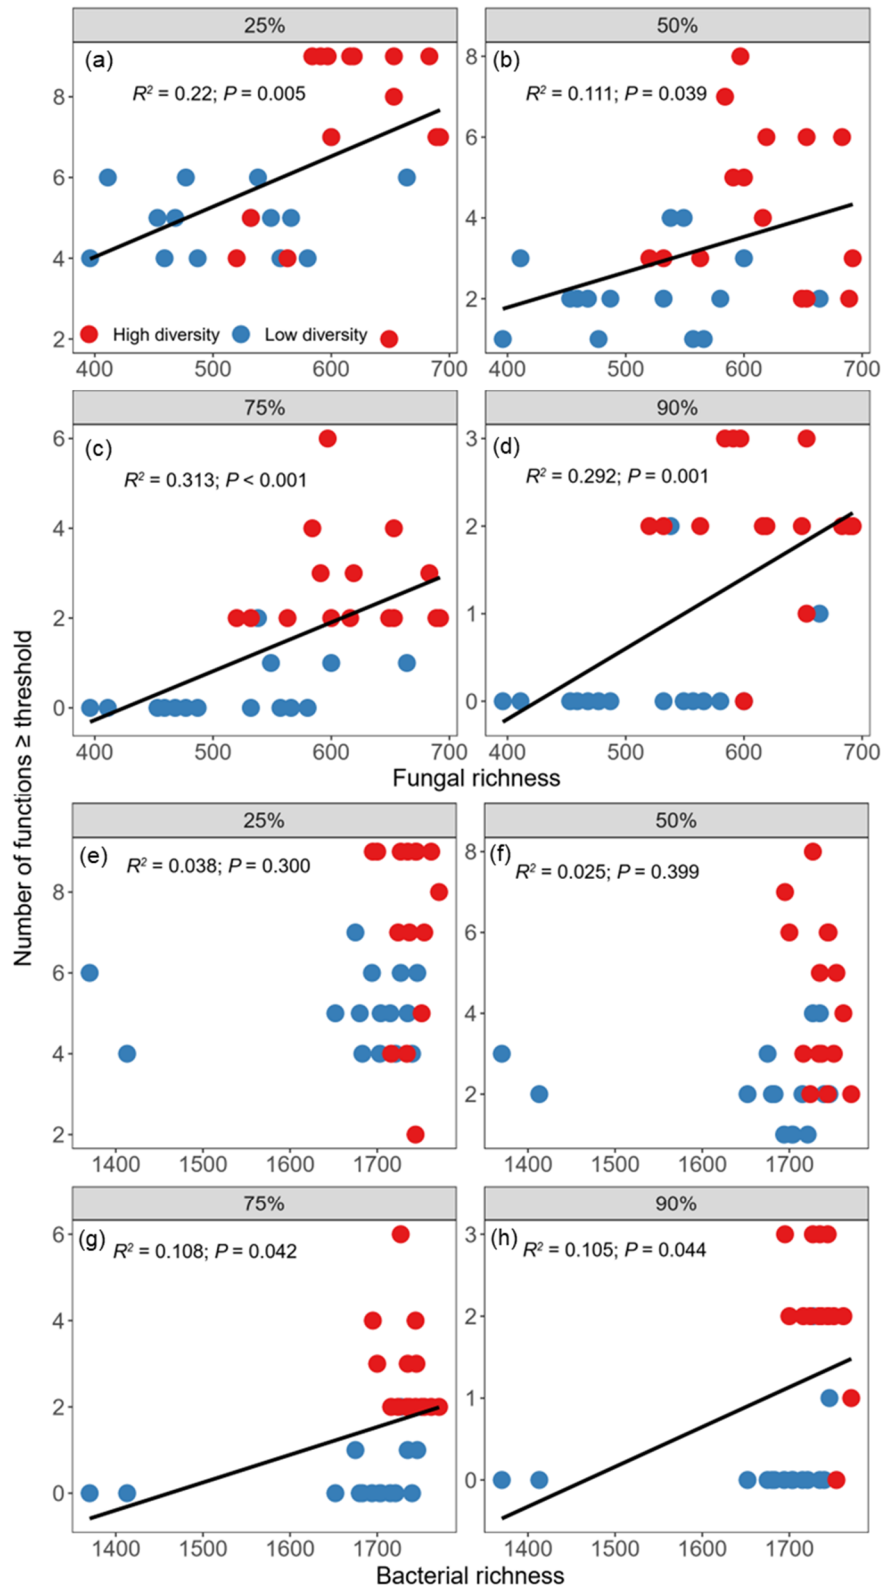 25%
50%
(a)
R² = 0.22; P = 0.005
(b)
R² = 0.111; P = 0.039
8
6
4
2
8
6
4
2
High diversity
Low diversity
400 500 600 700
400 500 600 700
75%
90%
(c)
R² = 0.313; P < 0.001
(d)
R² = 0.292; P = 0.001
6
4
2
0
3
2
1
0
400 500 600 700
400 500 600 700
Fungal richness
Number of functions ≥ threshold
25%
50%
(e)
R² = 0.038; P = 0.300
(f)
R² = 0.025; P = 0.399
8
6
4
2
8
6
4
2
1400 1500 1600 1700
1400 1500 1600 1700
75%
90%
(g)
R² = 0.108; P = 0.042
(h)
R² = 0.105; P = 0.044
6
4
2
0
3
2
1
0
1400 1500 1600 1700
1400 1500 1600 1700
Bacterial richness